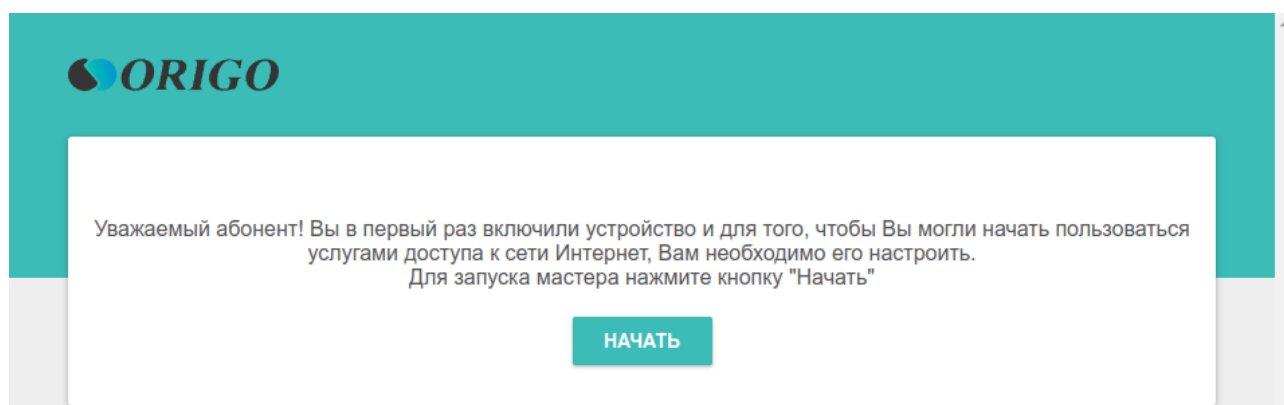 ORIGO
Уважаемый абонент! Вы в первый раз включили устройство и для того, чтобы Вы могли начать пользоваться
услугами доступа к сети Интернет, Вам необходимо его настроить.
Для запуска мастера нажмите кнопку "Начать"
НАЧАТЬ